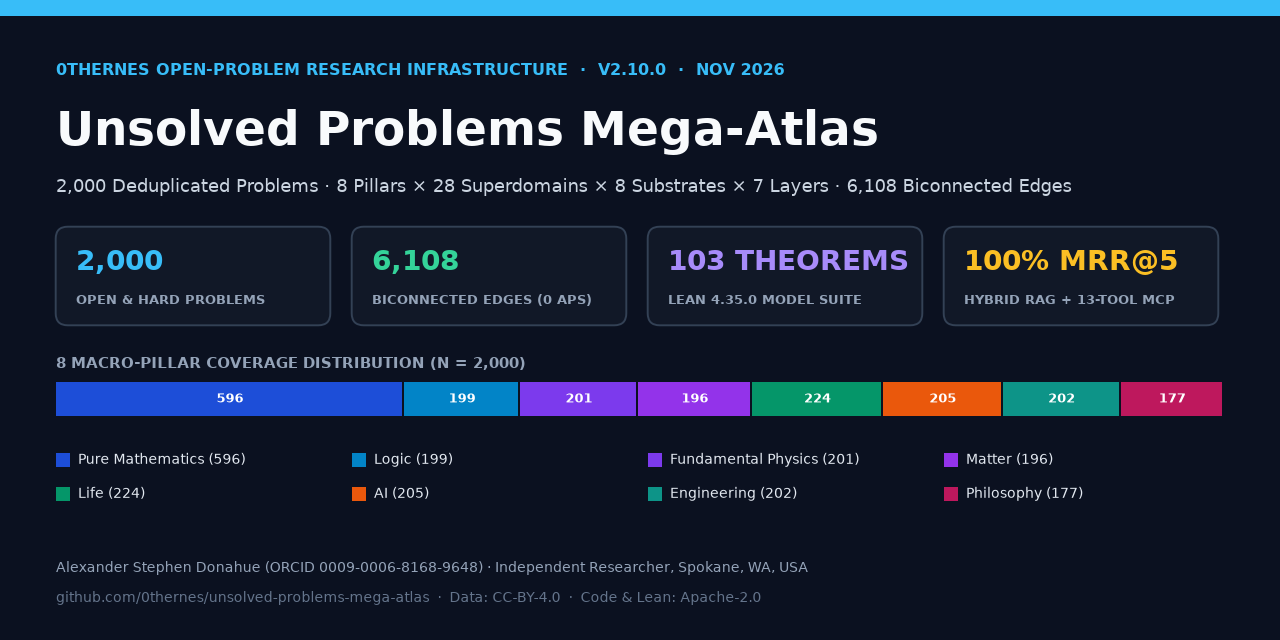 0THERNES OPEN-PROBLEM RESEARCH INFRASTRUCTURE · V2.10.0 · NOV 2026
Unsolved Problems Mega-Atlas
2,000 Deduplicated Problems · 8 Pillars × 28 Superdomains × 8 Substrates × 7 Layers · 6,108 Biconnected Edges
2,000
OPEN & HARD PROBLEMS
6,108
BICONNECTED EDGES (0 APS)
103 THEOREMS
LEAN 4.35.0 MODEL SUITE
100% MRR@5
HYBRID RAG + 13-TOOL MCP
8 MACRO-PILLAR COVERAGE DISTRIBUTION (N = 2,000)
596 199 201 196 224 205 202 177
Pure Mathematics (596) Logic (199) Fundamental Physics (201) Matter (196)
Life (224) AI (205) Engineering (202) Philosophy (177)
Alexander Stephen Donahue (ORCID 0009-0006-8168-9648) · Independent Researcher, Spokane, WA, USA
github.com/0thernes/unsolved-problems-mega-atlas · Data: CC-BY-4.0 · Code & Lean: Apache-2.0